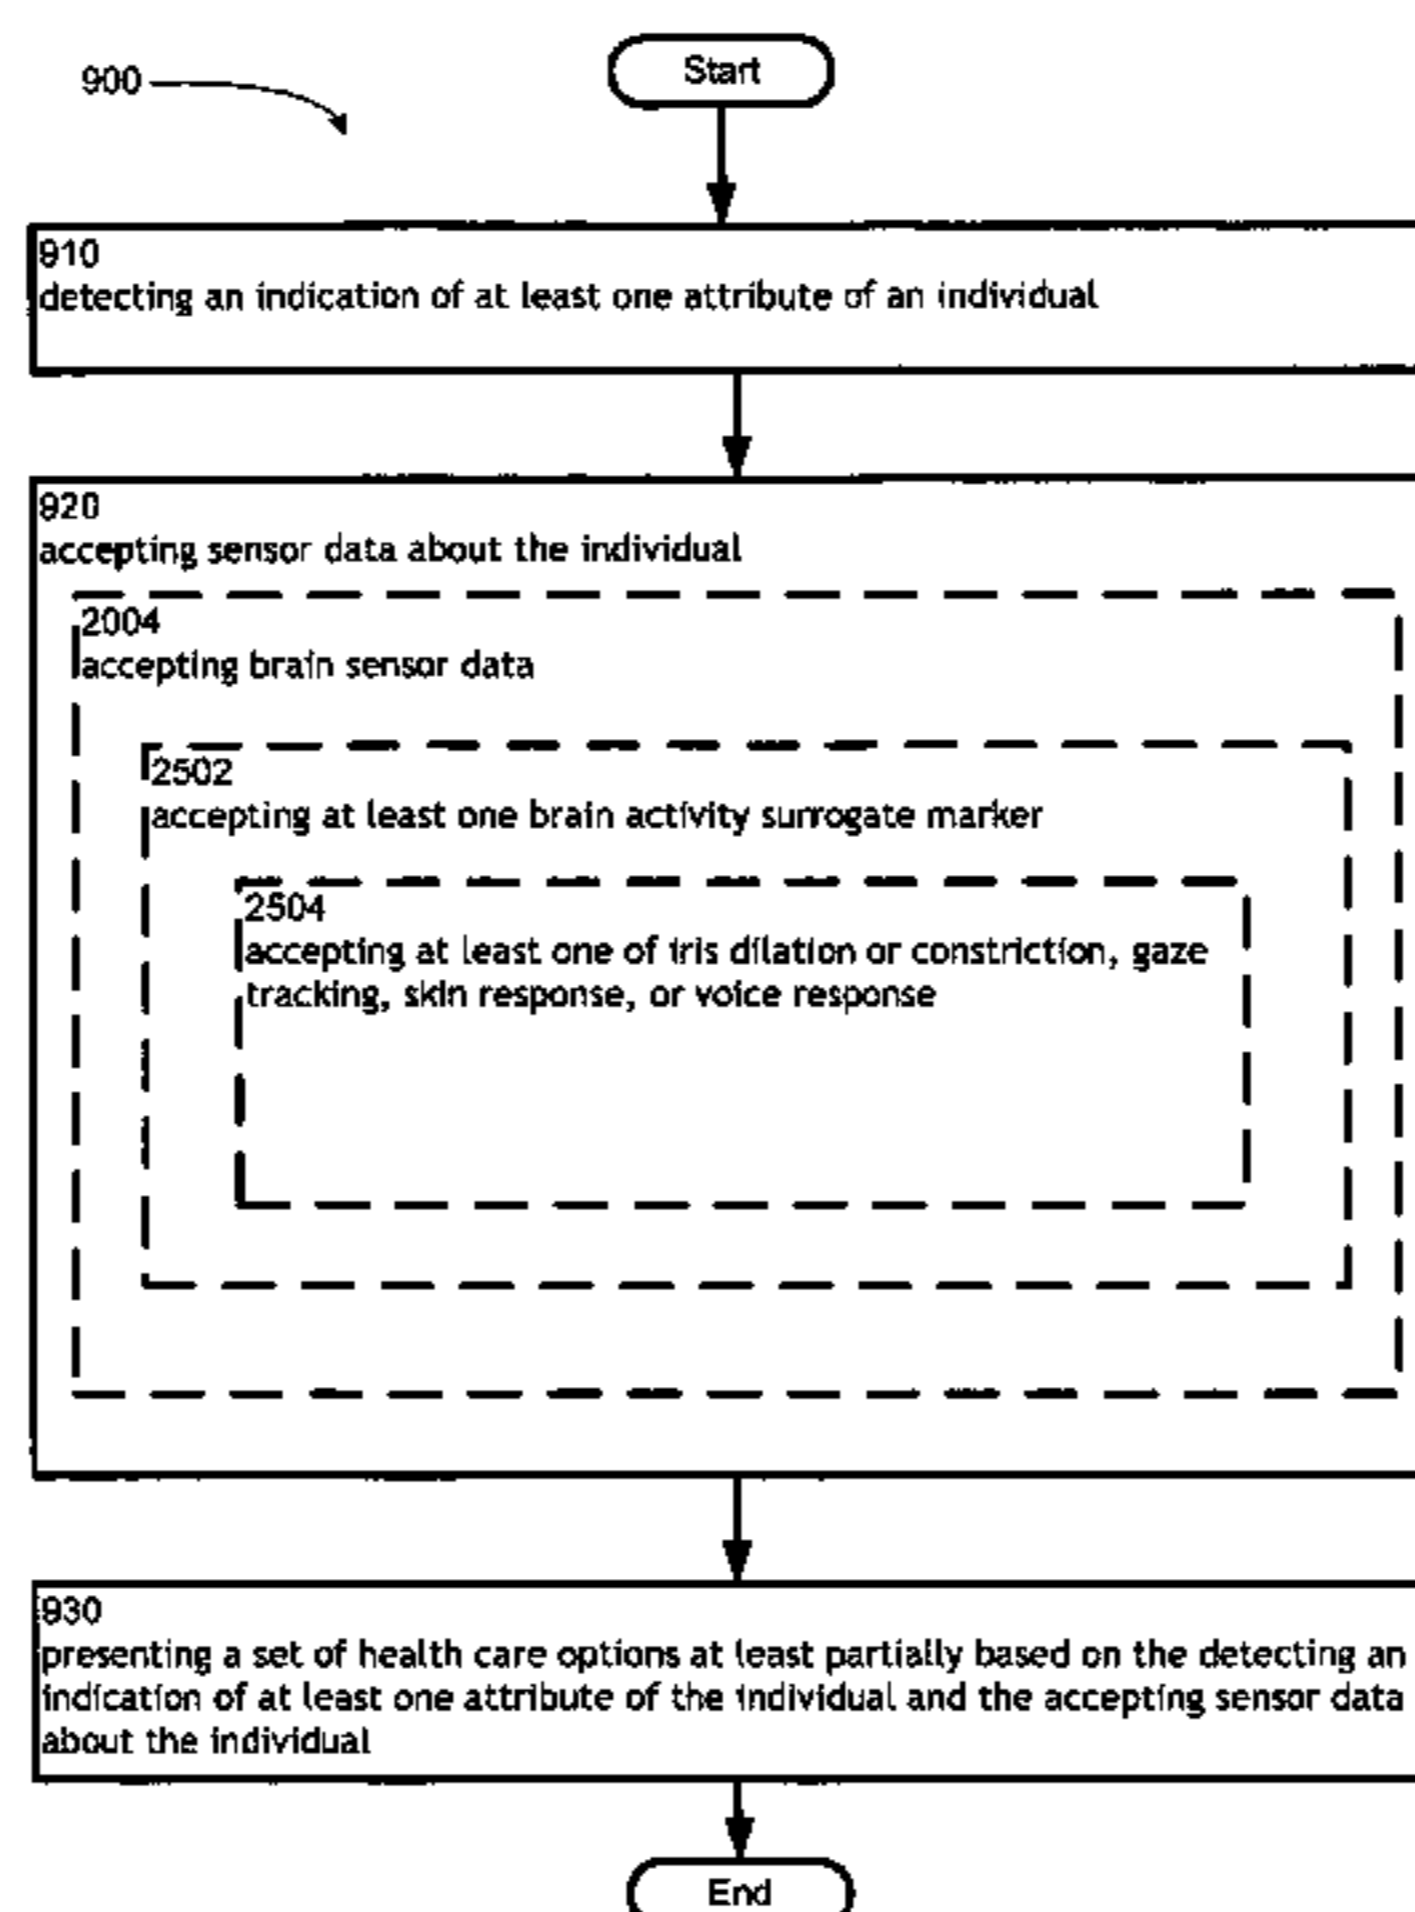 Start
900
910
detecting an indication of at least one attribute of an individual
920
accepting sensor data about the individual
2004
accepting brain sensor data
2502
accepting at least one brain activity surrogate marker
2504
accepting at least one of iris dilation or constriction, gaze
tracking, skin response, or voice response
930
presenting a set of health care options at least partially based on the detecting an
indication of at least one attribute of the individual and the accepting sensor data
about the individual
End